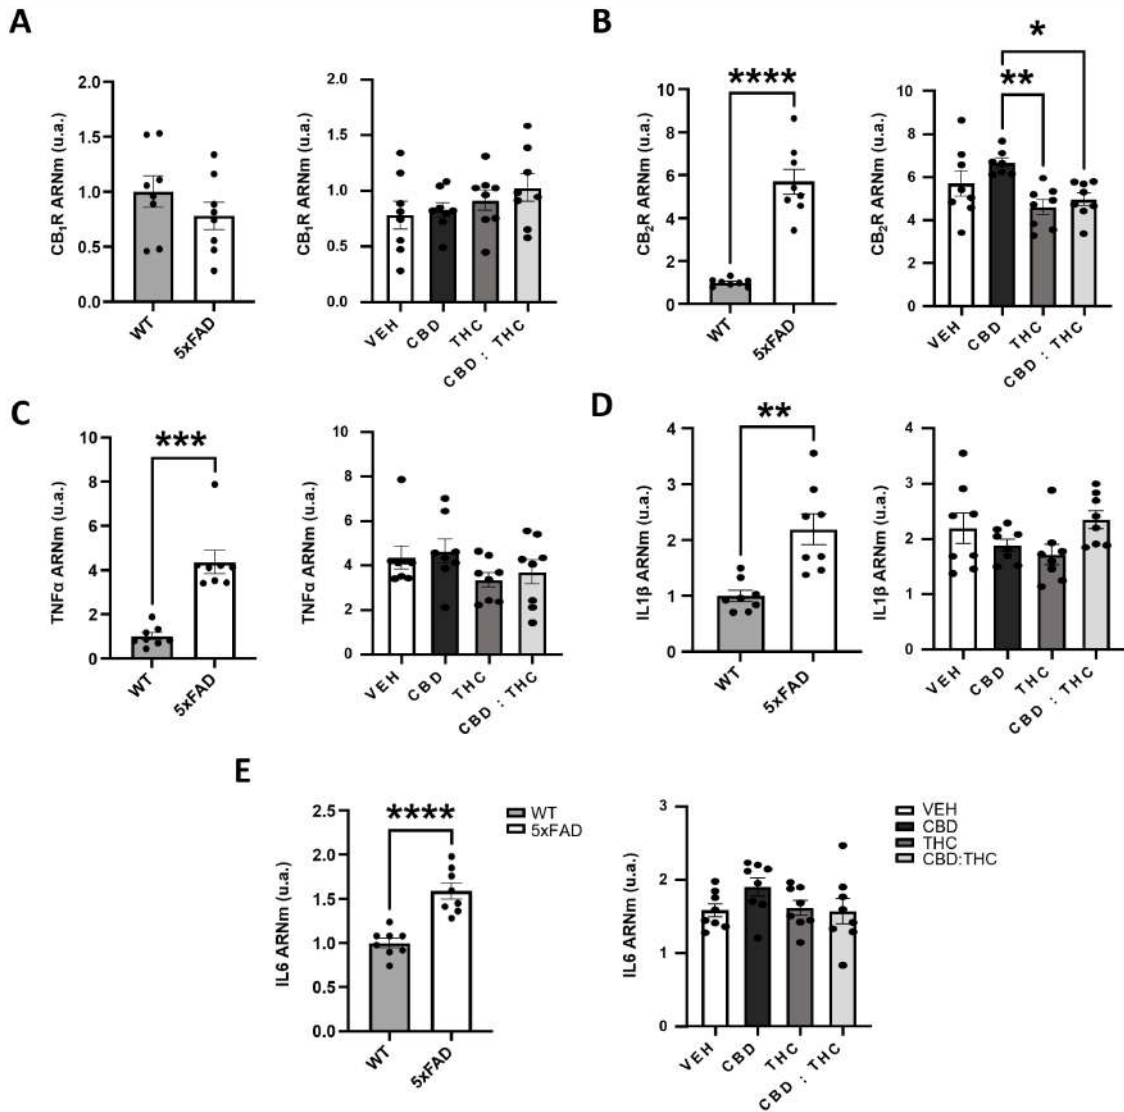 A
CB₁R ARNm (u.a.)
2.0
1.5
1.0
0.5
0.0
WT
5xFAD
CB₁R ARNm (u.a.)
2.0
1.5
1.0
0.5
0.0
VEH
CBD
THC
CBD : THC
B
CB₂R ARNm (u.a.)
10
8
6
4
2
0
****
WT
5xFAD
CB₂R ARNm (u.a.)
10
8
6
4
2
0
*
**
VEH
CBD
THC
CBD : THC
C
TNFα ARNm (u.a.)
10
8
6
4
2
0
***
WT
5xFAD
TNFα ARNm (u.a.)
10
8
6
4
2
0
VEH
CBD
THC
CBD : THC
D
IL1β ARNm (u.a.)
4
3
2
1
0
**
WT
5xFAD
IL1β ARNm (u.a.)
4
3
2
1
0
VEH
CBD
THC
CBD : THC
E
IL6 ARNm (u.a.)
2.5
2.0
1.5
1.0
0.5
0.0
****
WT
5xFAD
WT
5xFAD
IL6 ARNm (u.a.)
3
2
1
0
VEH
CBD
THC
CBD : THC
VEH
CBD
THC
CBD:THC